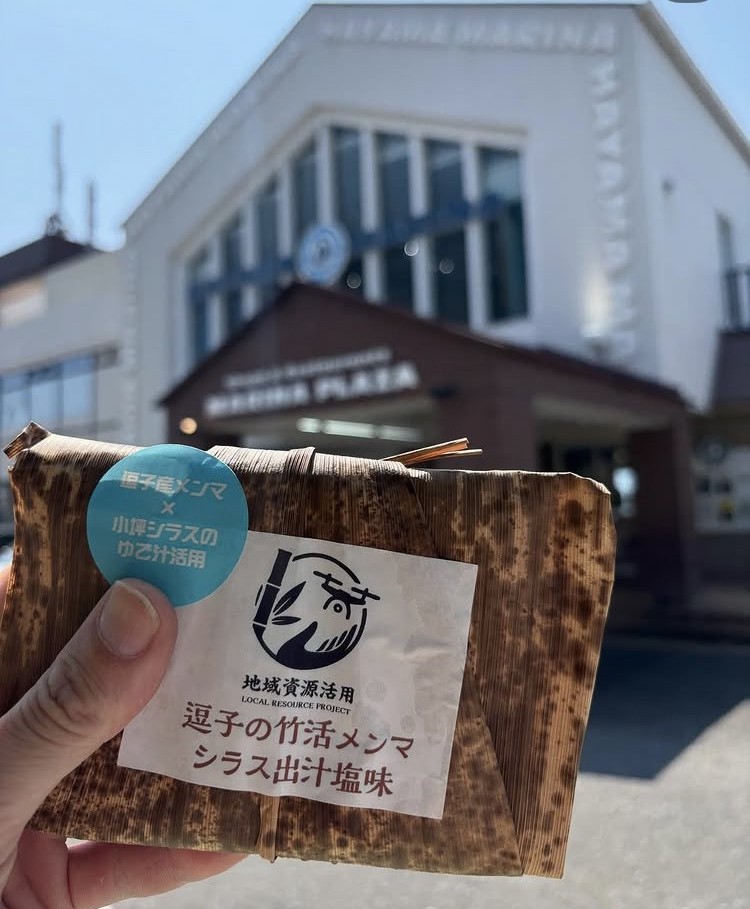 MARINA PLAZA
逗子産メンマ
×
小坪シラスの
ゆで汁活用
地域資源活用
LOCAL RESOURCE PROJECT
逗子の竹活メンマ
シラス出汁塩味